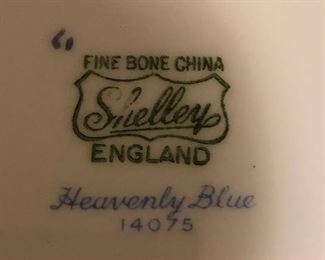 FINE BONE CHINA
Shelley
ENGLAND
Heavenly Blue
14075